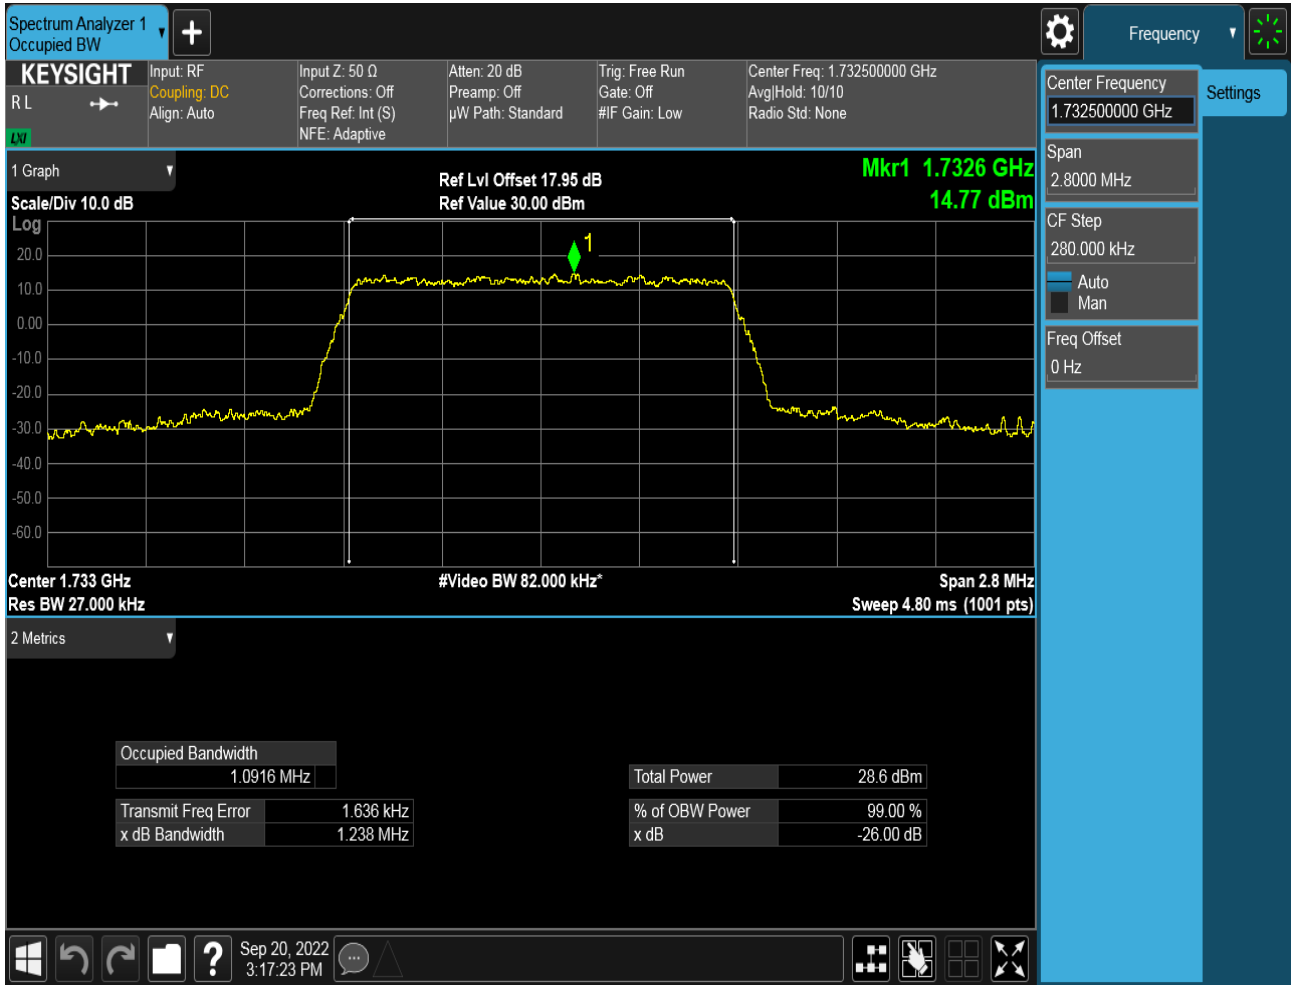 Spectrum Analyzer 1
Occupied BW
Frequency
KEYSIGHT
R L
LXI
Input: RF
Coupling: DC
Align: Auto
Input Z: 50 Ω
Corrections: Off
Freq Ref: Int (S)
NFE: Adaptive
Atten: 20 dB
Preamp: Off
µW Path: Standard
Trig: Free Run
Gate: Off
#IF Gain: Low
Center Freq: 1.732500000 GHz
Avg|Hold: 10/10
Radio Std: None
Center Frequency
1.732500000 GHz
Settings
Span
2.8000 MHz
CF Step
280.000 kHz
Auto
Man
Freq Offset
0 Hz
1 Graph
Scale/Div 10.0 dB
Ref Lvl Offset 17.95 dB
Ref Value 30.00 dBm
Mkr1 1.7326 GHz
14.77 dBm
Log
1
20.0
10.0
0.00
-10.0
-20.0
-30.0
-40.0
-50.0
-60.0
Center 1.733 GHz
#Video BW 82.000 kHz*
Span 2.8 MHz
Res BW 27.000 kHz
Sweep 4.80 ms (1001 pts)
2 Metrics
Occupied Bandwidth
1.0916 MHz
Total Power 28.6 dBm
Transmit Freq Error 1.636 kHz
% of OBW Power 99.00 %
x dB Bandwidth 1.238 MHz
x dB -26.00 dB
?
Sep 20, 2022
3:17:23 PM